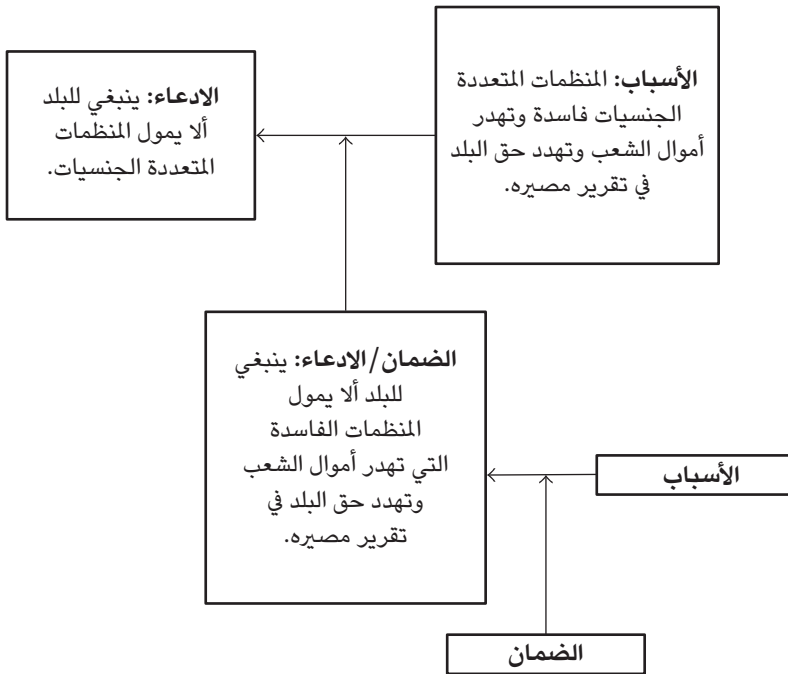 الأسباب: المنظمات المتعددة
الجنسيات فاسدة وتهدر
أموال الشعب وتهدد حق البلد
في تقرير مصيره.
الادعاء: ينبغي للبلد
ألا يمول المنظمات
المتعددة الجنسيات.
الضمان/الادعاء: ينبغي
للبلد ألا يمول
المنظمات الفاسدة
التي تهدر أموال الشعب
وتهدد حق البلد في
تقرير مصيره.
الأسباب
الضمان